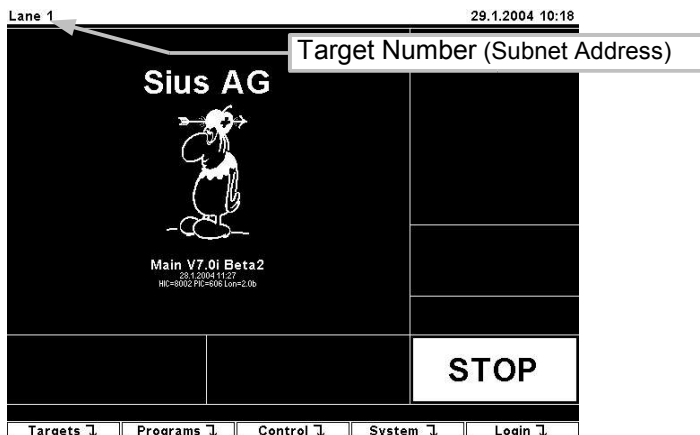 Lane 1 29.1.2004 10:18
Target Number (Subnet Address)
Sius AG
Main V7.0i Beta2
28.1.2004 11:27
HIC=8002 PIC=606 Lon=2.0b
STOP
Targets Programs Control System Login